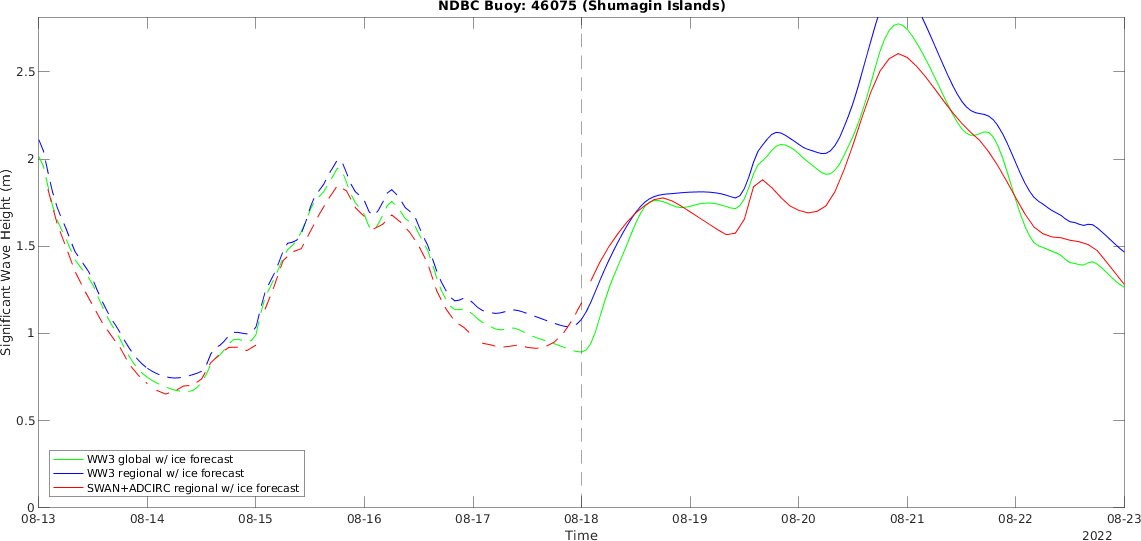 NDBC Buoy: 46075 (Shumagin Islands)
Significant Wave Height (m)
2.5
2
1.5
1
0.5
0
WW3 global w/ ice forecast
WW3 regional w/ ice forecast
SWAN+ADCIRC regional w/ ice forecast
08-13 08-14 08-15 08-16 08-17 08-18 08-19 08-20 08-21 08-22 08-23
Time
2022